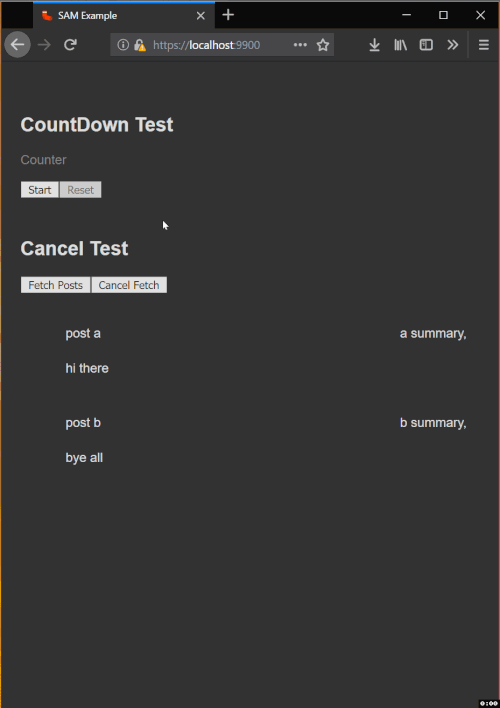 SAM Example
https://localhost:9900
CountDown Test
Counter
Start Reset
Cancel Test
Fetch Posts Cancel Fetch
post a a summary,
hi there
post b b summary,
bye all
0:00